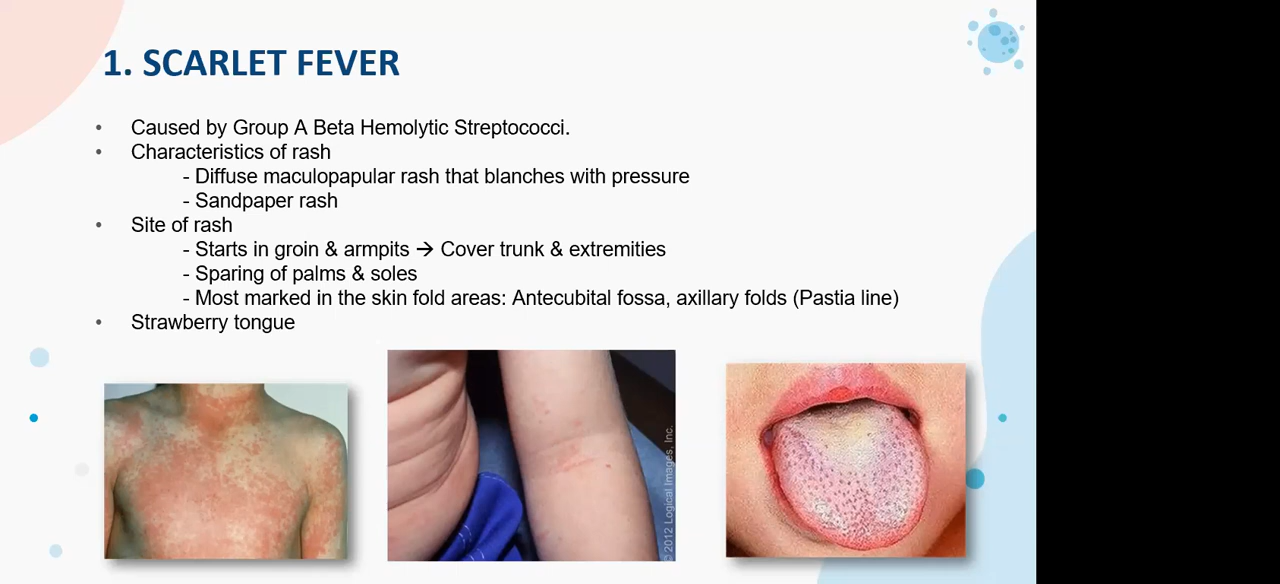 1. SCARLET FEVER
• Caused by Group A Beta Hemolytic Streptococci.
• Characteristics of rash
- Diffuse maculopapular rash that blanches with pressure
- Sandpaper rash
• Site of rash
- Starts in groin & armpits → Cover trunk & extremities
- Sparing of palms & soles
- Most marked in the skin fold areas: Antecubital fossa, axillary folds (Pastia line)
• Strawberry tongue
© 2012 Logical Images, Inc.